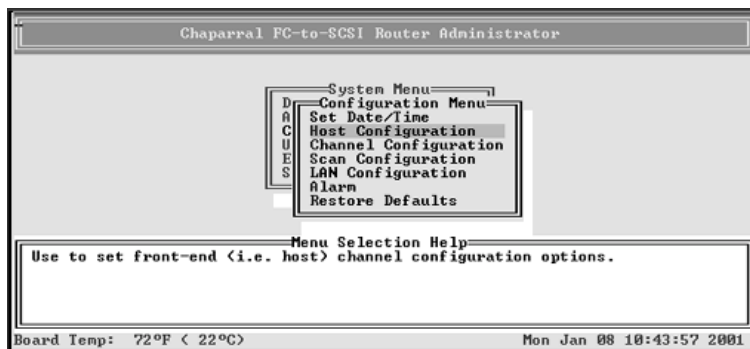 Chaparral FC-to-SCSI Router Administrator
System Menu
Configuration Menu
D
A
C
U
E
S
Set Date/Time
Host Configuration
Channel Configuration
Scan Configuration
LAN Configuration
Alarm
Restore Defaults
Menu Selection Help
Use to set front-end (i.e. host) channel configuration options.
Board Temp: 72°F ( 22°C) Mon Jan 08 10:43:57 2001